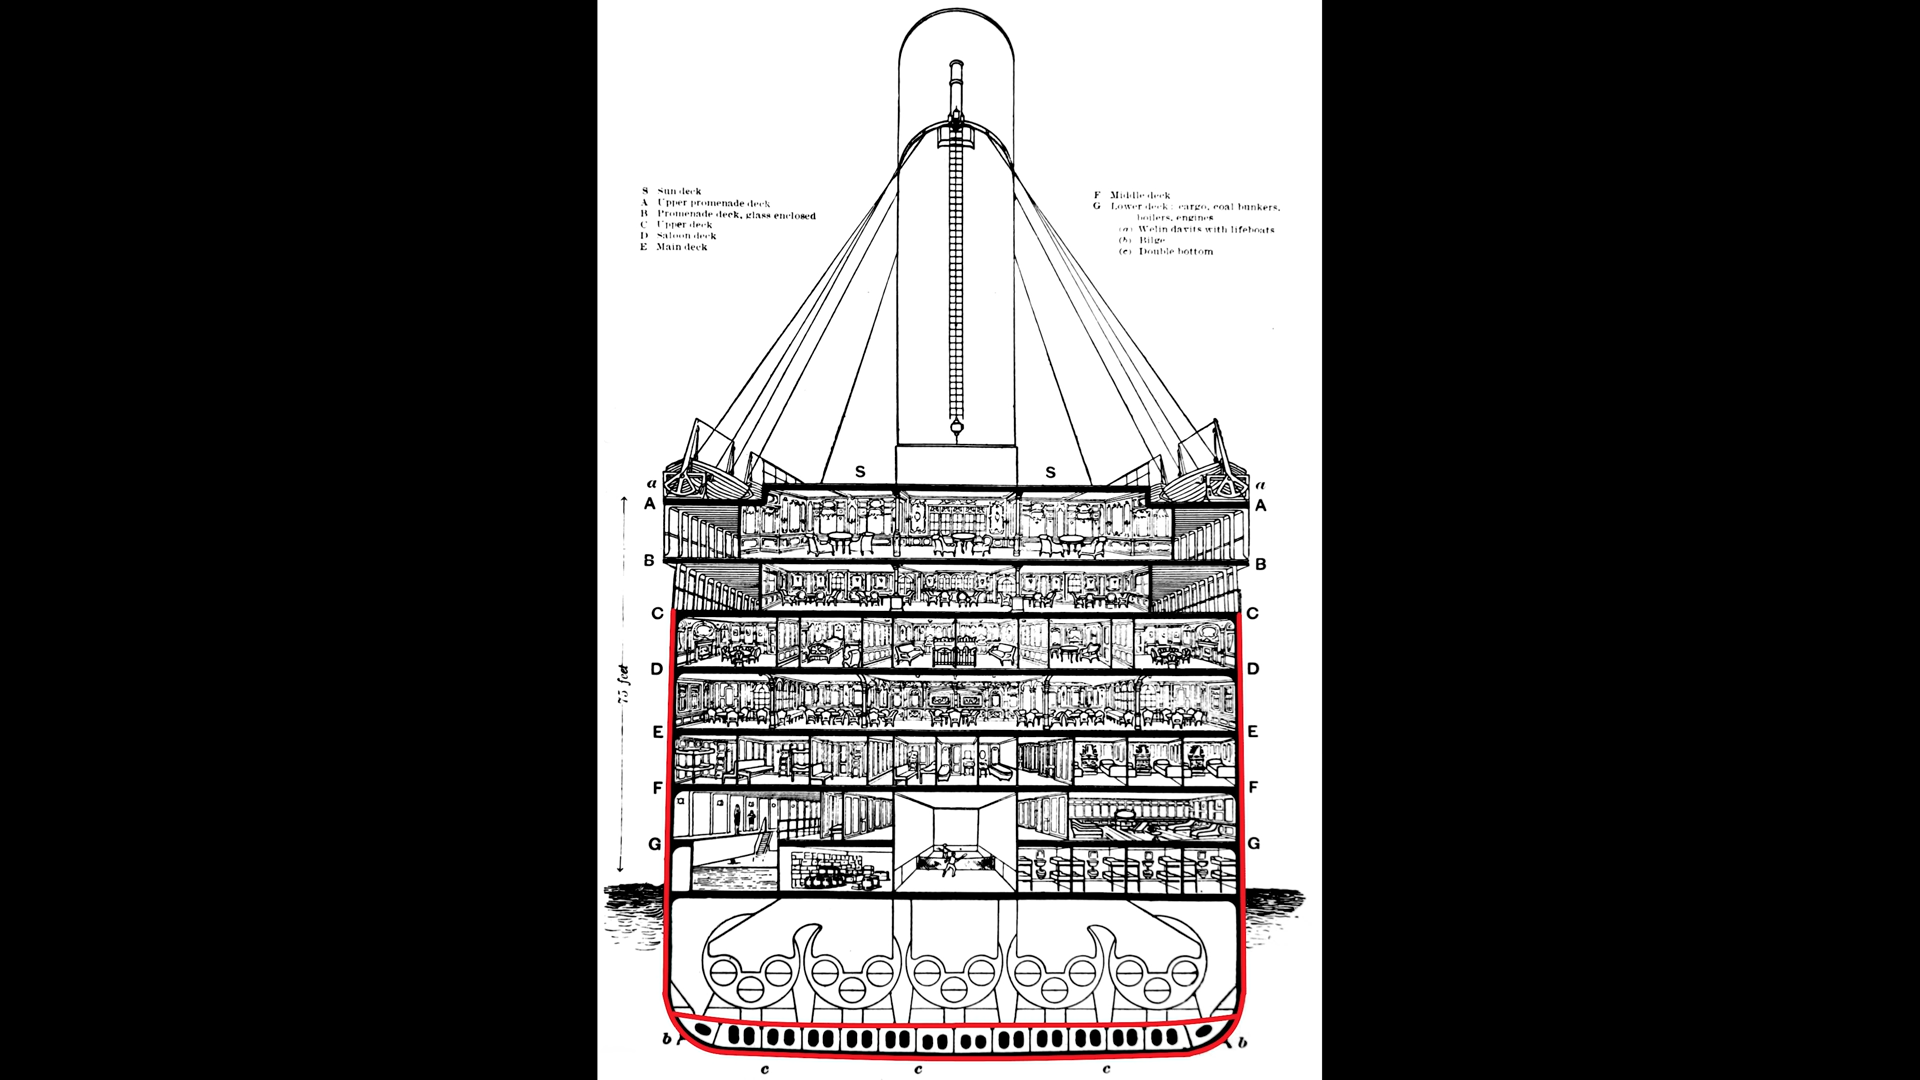 S Sun deck
A Upper promenade deck
B Promenade deck, glass enclosed
C Upper deck
D Saloon deck
E Main deck
F Middle deck
G Lower deck: cargo, coal bunkers,
boilers, engines
(a) Welin davits with lifeboats
(b) Bilge
(c) Double bottom
S S
a a
A A
B B
C C
D D
75 feet
E E
F F
G G
b b
c c c